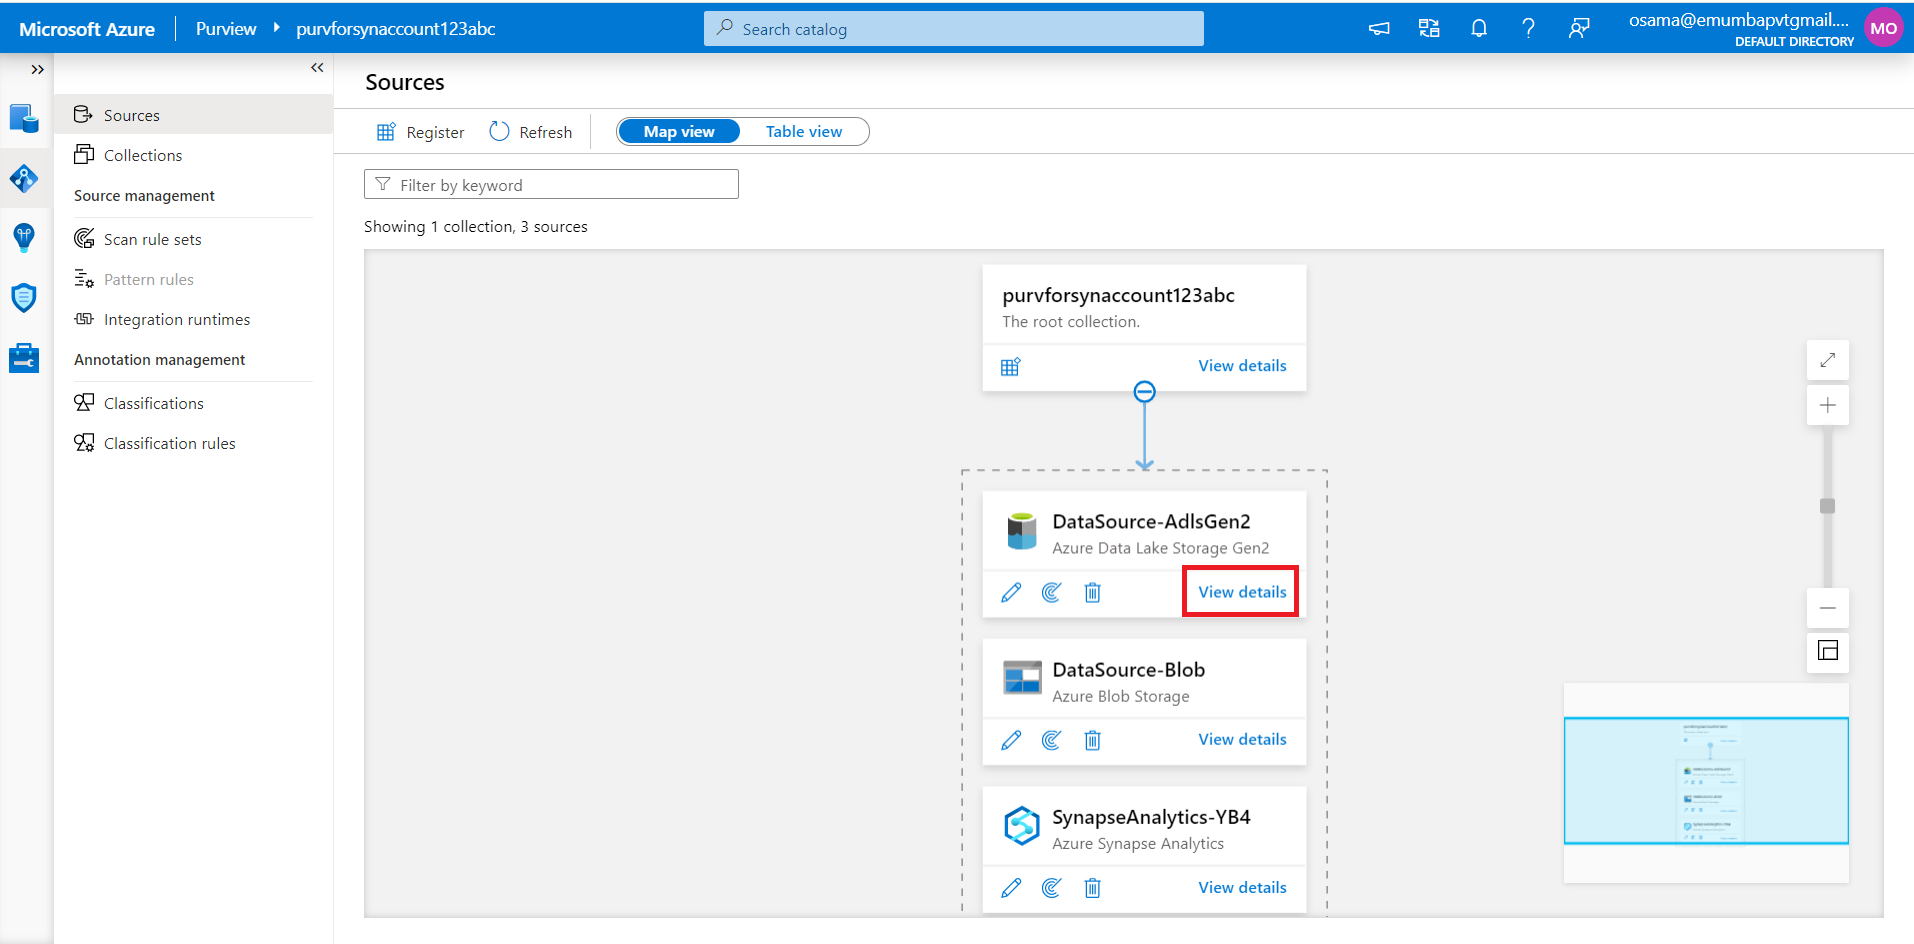 Microsoft Azure
Purview
purvforsynaccount123abc
Search catalog
osama@emumbapvtgmail....
DEFAULT DIRECTORY
MO
Sources
Collections
Source management
Scan rule sets
Pattern rules
Integration runtimes
Annotation management
Classifications
Classification rules
Sources
Register
Refresh
Map view
Table view
Filter by keyword
Showing 1 collection, 3 sources
purvforsynaccount123abc
The root collection.
View details
DataSource-AdlsGen2
Azure Data Lake Storage Gen2
View details
DataSource-Blob
Azure Blob Storage
View details
SynapseAnalytics-YB4
Azure Synapse Analytics
View details